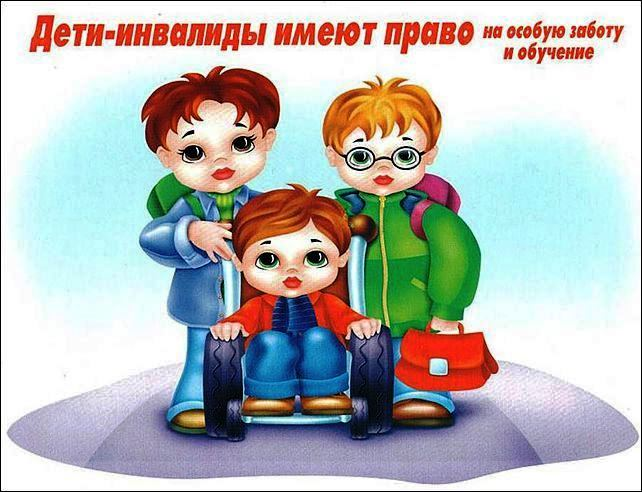 Дети-инвалиды имеют право на особую заботу
и обучение